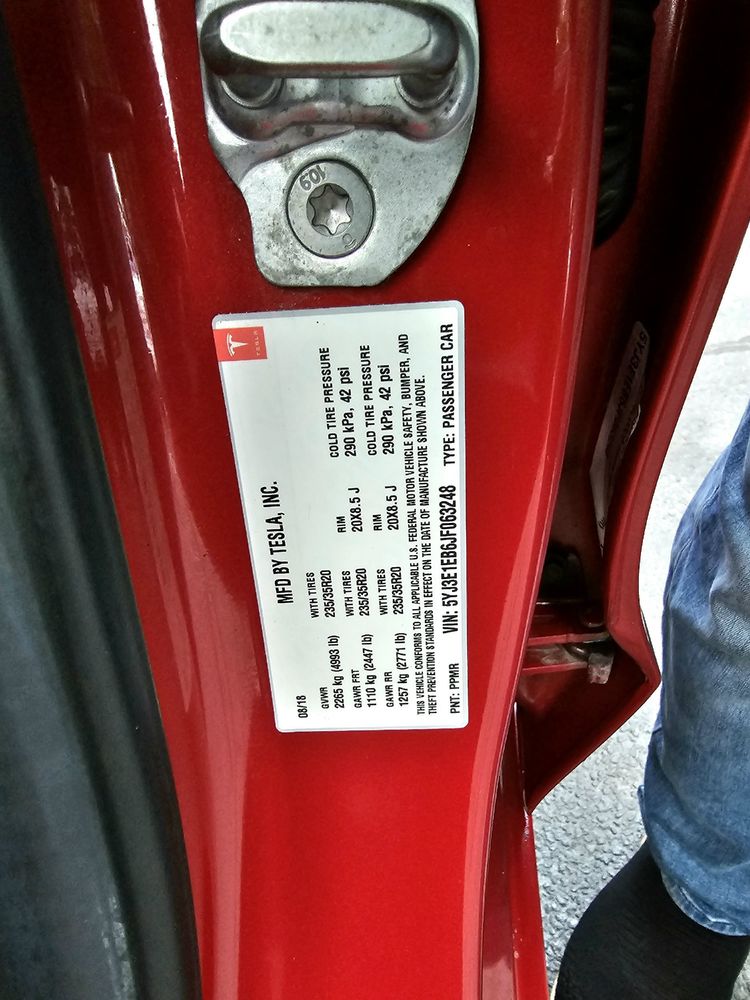 10.9
TESLA
MFD BY TESLA, INC.
08/18
GVWR
2265 kg (4993 lb)
WITH TIRES
235/35R20
RIM
20X8.5 J
COLD TIRE PRESSURE
290 kPa, 42 psi
GAWR FRT
1110 kg (2447 lb)
WITH TIRES
235/35R20
RIM
20X8.5 J
COLD TIRE PRESSURE
290 kPa, 42 psi
GAWR RR
1257 kg (2771 lb)
WITH TIRES
235/35R20
THIS VEHICLE CONFORMS TO ALL APPLICABLE U.S. FEDERAL MOTOR VEHICLE SAFETY, BUMPER, AND
THEFT PREVENTION STANDARDS IN EFFECT ON THE DATE OF MANUFACTURE SHOWN ABOVE.
PNT: PPMR VIN: 5YJ3E1EB6JF063248 TYPE: PASSENGER CAR